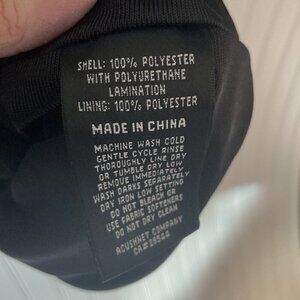 SHELL: 100% POLYESTER
WITH POLYURETHANE
LAMINATION
LINING: 100% POLYESTER
MADE IN CHINA
MACHINE WASH COLD
GENTLE CYCLE RINSE
THOROUGHLY LINE DRY
OR TUMBLE DRY LOW
REMOVE IMMEDIATELY
WASH DARKS SEPARATELY
DRY IRON LOW SETTING
DO NOT BLEACH OR
USE FABRIC SOFTENERS
DO NOT DRY CLEAN
ACUSHNET COMPANY